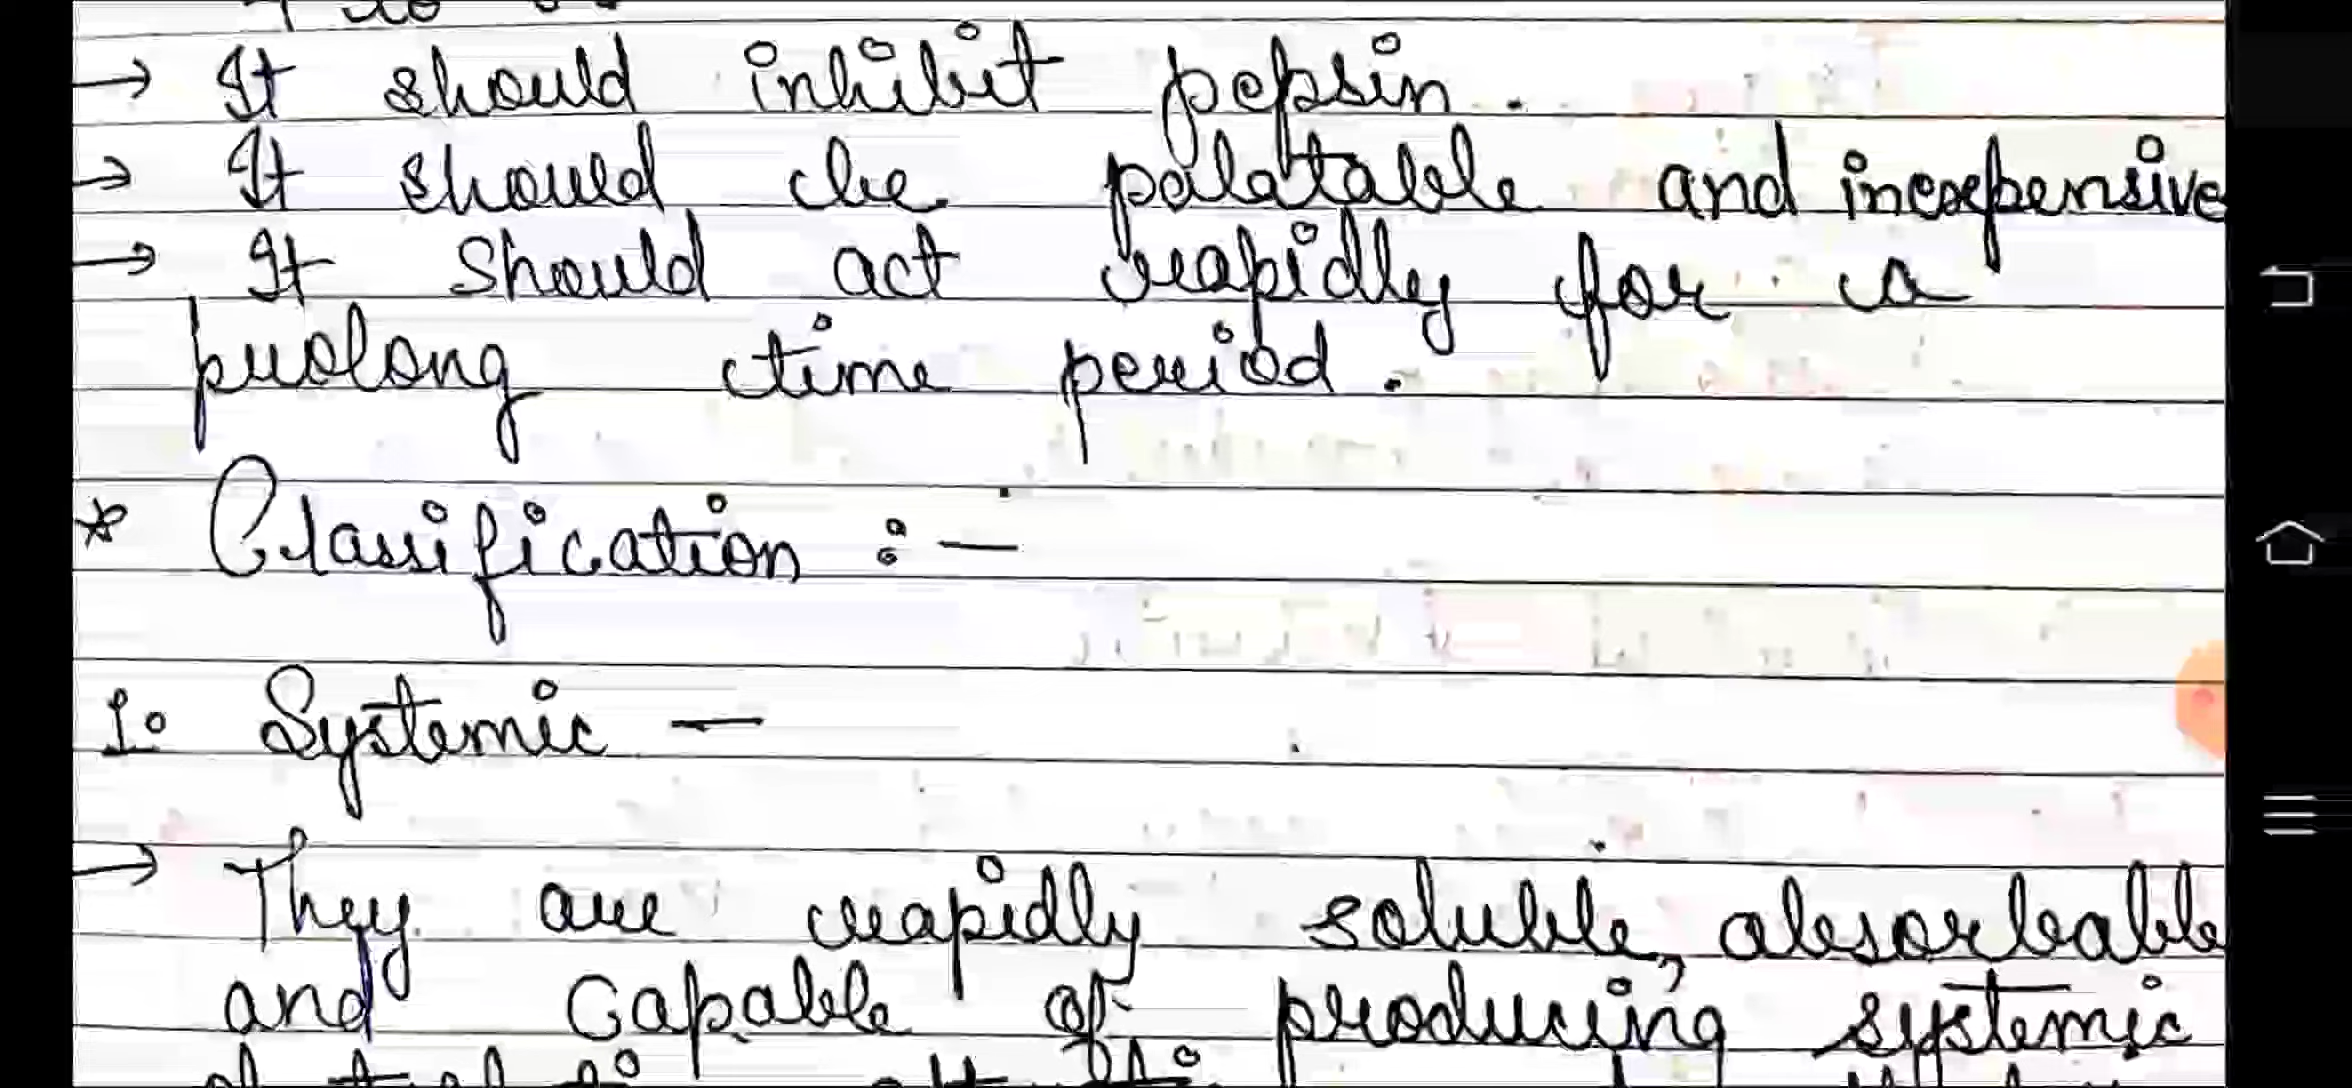 → It should inhibit pepsin.
→ It should be palatable and inexpensive
→ It should act rapidly for a
prolong time period.
* Classification :-
1. Systemic -
→ They are rapidly soluble, absorbable
and capable of producing systemic